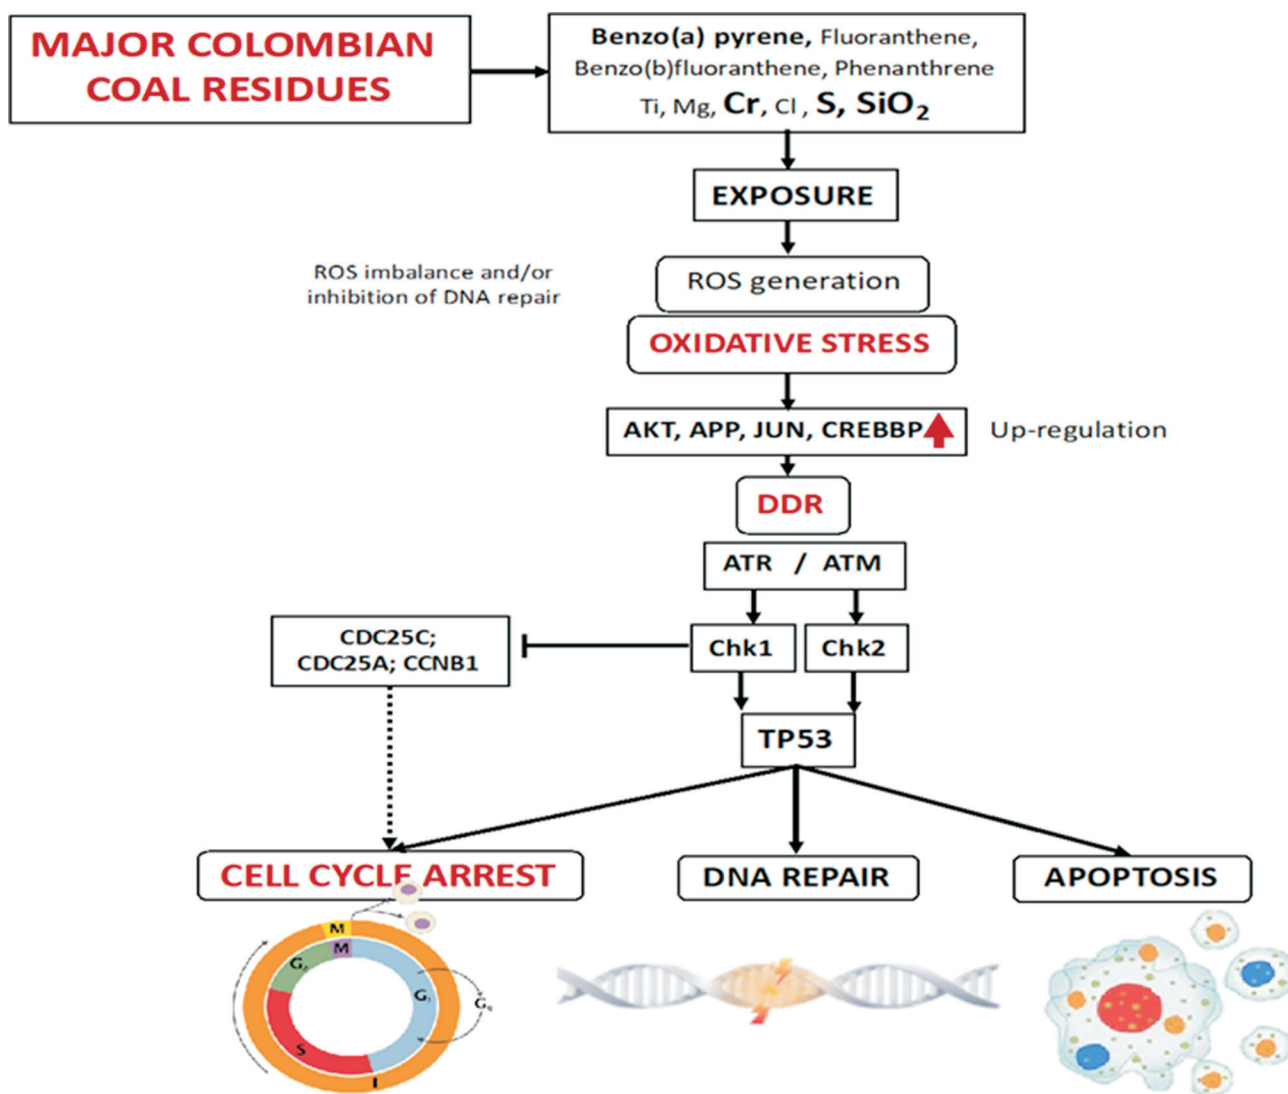 MAJOR COLOMBIAN
COAL RESIDUES
Benzo(a) pyrene, Fluoranthene,
Benzo(b)fluoranthene, Phenanthrene
Ti, Mg, Cr, Cl , S, SiO₂
EXPOSURE
ROS imbalance and/or
inhibition of DNA repair
ROS generation
OXIDATIVE STRESS
AKT, APP, JUN, CREBBP
Up-regulation
DDR
ATR / ATM
CDC25C;
CDC25A; CCNB1
Chk1
Chk2
TP53
CELL CYCLE ARREST
DNA REPAIR
APOPTOSIS
M
M
G₂
G₁
G₀
S
I